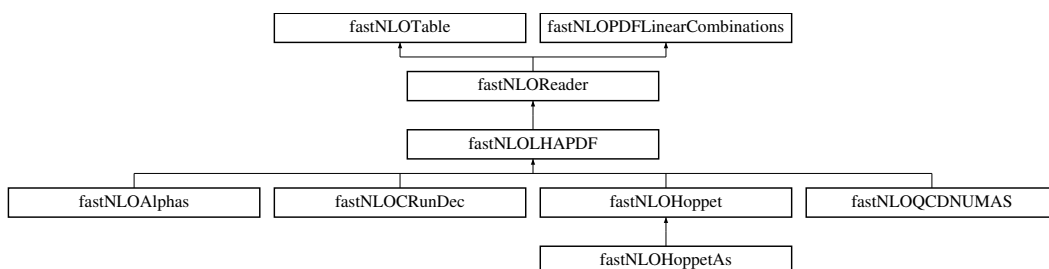 fastNLOTable
fastNLOPDFLinearCombinations
fastNLOReader
fastNLOLHAPDF
fastNLOAlphas
fastNLOCRunDec
fastNLOHoppet
fastNLOQCDNUMAS
fastNLOHoppetAs